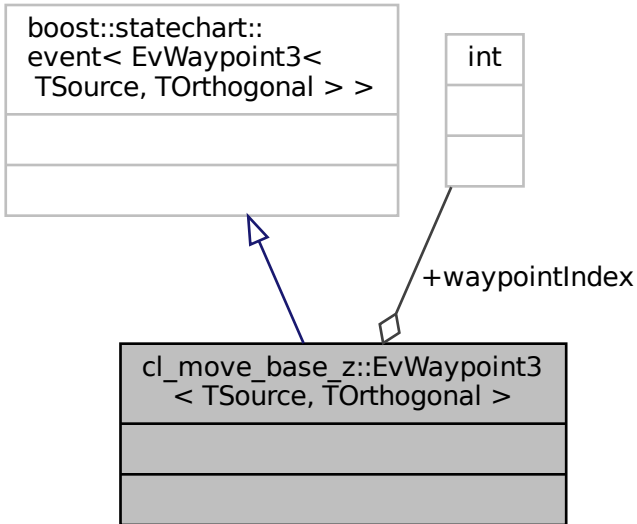 boost::statechart::
event< EvWaypoint3<
TSource, TOrthogonal > >
int
+waypointIndex
cl_move_base_z::EvWaypoint3
< TSource, TOrthogonal >